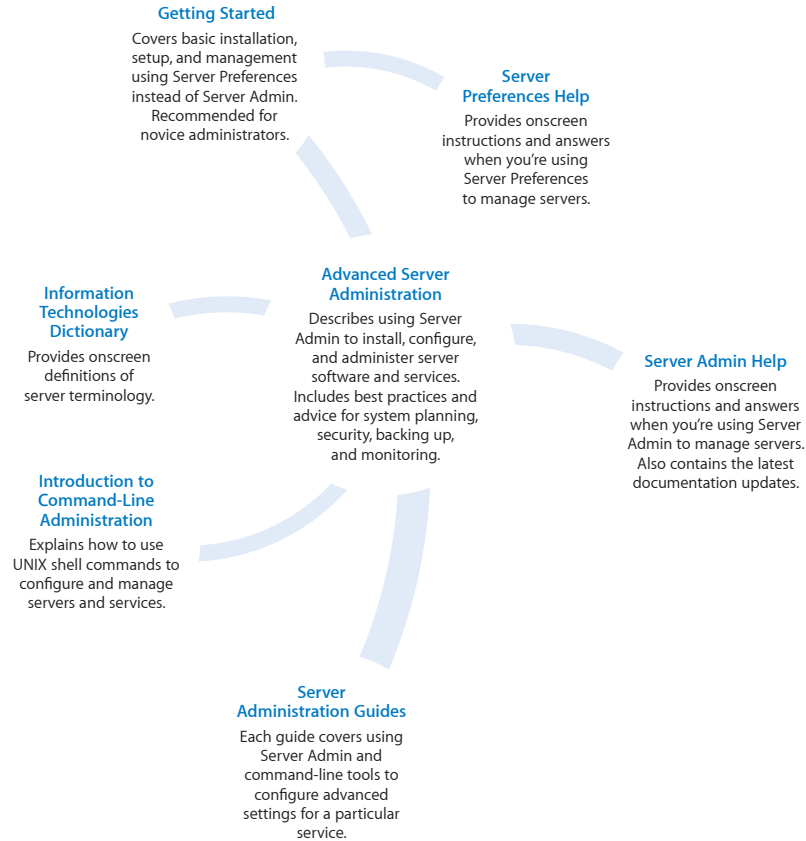 Getting Started
Covers basic installation,
setup, and management
using Server Preferences
instead of Server Admin.
Recommended for
novice administrators.
Server
Preferences Help
Provides onscreen
instructions and answers
when you're using
Server Preferences
to manage servers.
Advanced Server
Administration
Describes using Server
Admin to install, configure,
and administer server
software and services.
Includes best practices and
advice for system planning,
security, backing up,
and monitoring.
Information
Technologies
Dictionary
Provides onscreen
definitions of
server terminology.
Server Admin Help
Provides onscreen
instructions and answers
when you're using Server
Admin to manage servers.
Also contains the latest
documentation updates.
Introduction to
Command-Line
Administration
Explains how to use
UNIX shell commands to
configure and manage
servers and services.
Server
Administration Guides
Each guide covers using
Server Admin and
command-line tools to
configure advanced
settings for a particular
service.